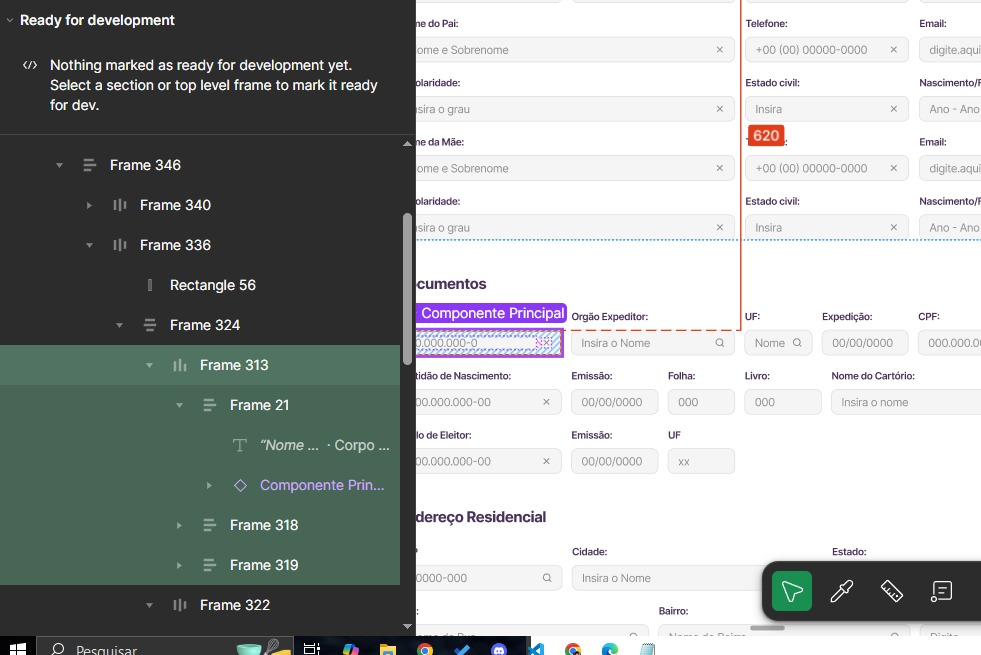 Ready for development
Nothing marked as ready for development yet.
Select a section or top level frame to mark it ready
for dev.
Frame 346
Frame 340
Frame 336
Rectangle 56
Frame 324
Frame 313
Frame 21
“Nome ... · Corpo ...
Componente Prin...
Frame 318
Frame 319
Frame 322
me do Pai:
Telefone:
Email:
ome e Sobrenome
+00 (00) 00000-0000
digite.aqui
olaridade:
Estado civil:
Nascimento/F
sira o grau
Insira
Ano - Ano
me da Mãe:
620
Email:
ome e Sobrenome
+00 (00) 00000-0000
digite.aqui
olaridade:
Estado civil:
Nascimento/F
sira o grau
Insira
Ano - Ano
cumentos
Componente Principal
Orgão Expeditor:
UF:
Expedição:
CPF:
0.000.000-0
Insira o Nome
Nome
00/00/0000
000.000.00
tidão de Nascimento:
Emissão:
Folha:
Livro:
Nome do Cartório:
00.000.000-00
00/00/0000
000
000
Insira o nome
lo de Eleitor:
Emissão:
UF
00.000.000-00
00/00/0000
xx
dereço Residencial
Cidade:
Estado:
0000-000
Insira o Nome
Bairro:
Pesquisar